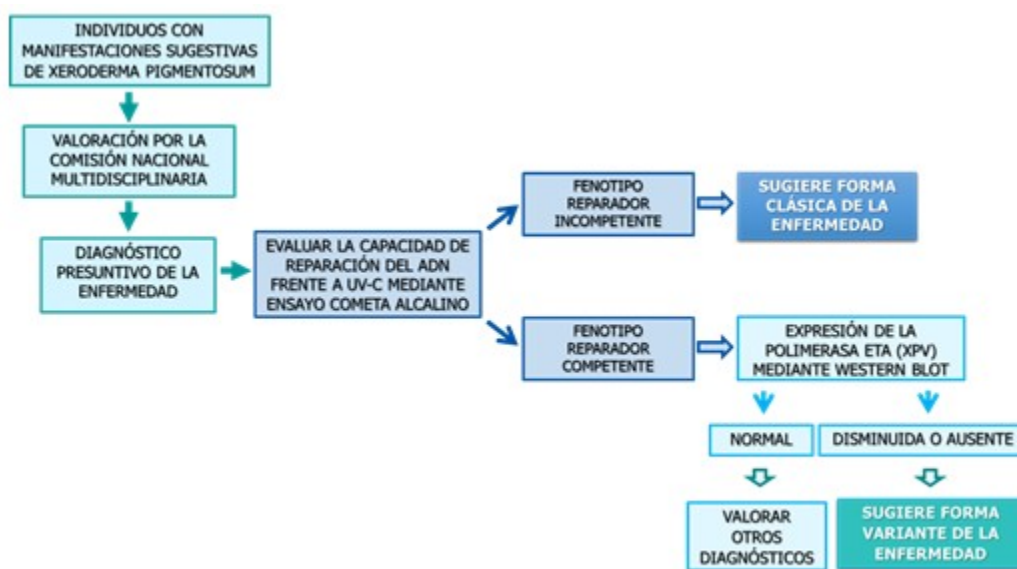 INDIVIDUOS CON
MANIFESTACIONES SUGESTIVAS
DE XERODERMA PIGMENTOSUM
VALORACIÓN POR LA
COMISIÓN NACIONAL
MULTIDISCIPLINARIA
DIAGNÓSTICO
PRESUNTIVO DE LA
ENFERMEDAD
EVALUAR LA CAPACIDAD DE
REPARACIÓN DEL ADN
FRENTE A UV-C MEDIANTE
ENSAYO COMETA ALCALINO
FENOTIPO
REPARADOR
INCOMPETENTE
SUGIERE FORMA
CLÁSICA DE LA
ENFERMEDAD
FENOTIPO
REPARADOR
COMPETENTE
EXPRESIÓN DE LA
POLIMERASA ETA (XPV)
MEDIANTE WESTERN BLOT
NORMAL
DISMINUIDA O AUSENTE
VALORAR
OTROS
DIAGNÓSTICOS
SUGIERE FORMA
VARIANTE DE LA
ENFERMEDAD